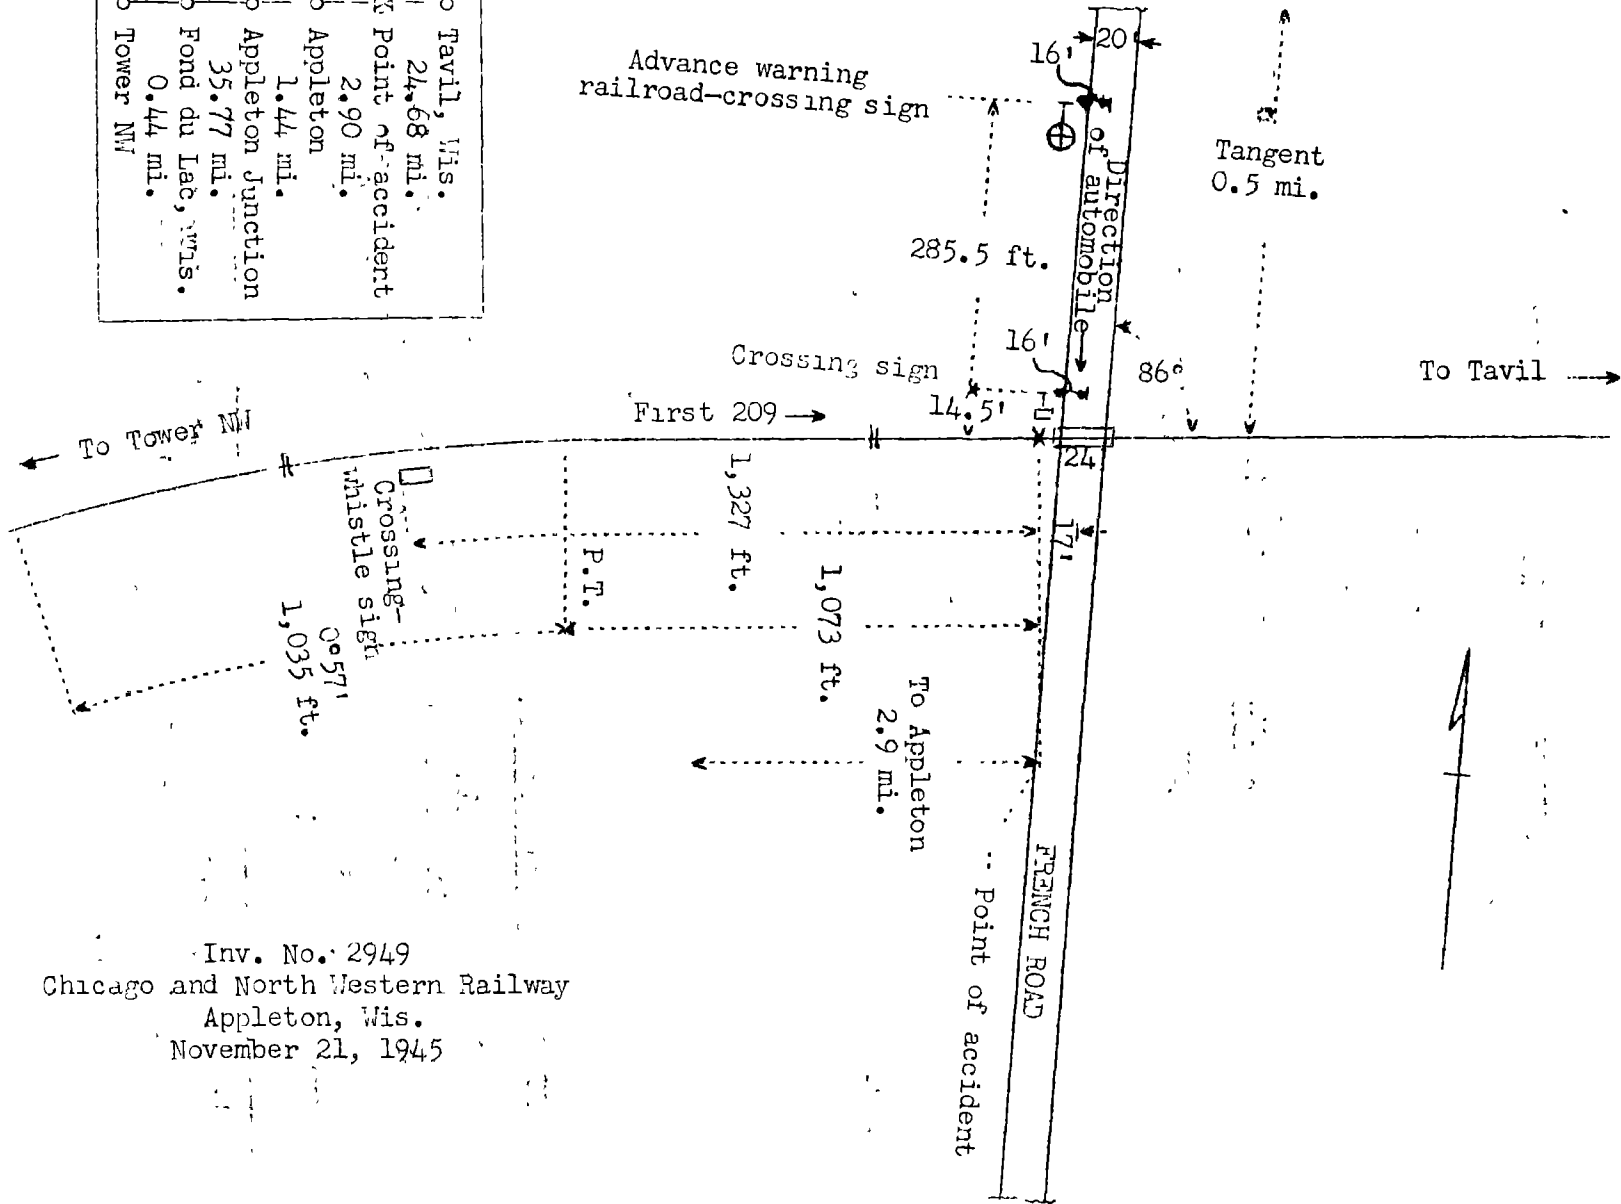 Tavil, Wis.
24.68 mi.
X Point of accident
2.90 mi.
Appleton
1.44 mi.
Appleton Junction
35.77 mi.
Fond du Lac, Wis.
0.44 mi.
Tower NW
Advance warning
railroad-crossing sign
16'
20'
Direction
of automobile
Tangent
0.5 mi.
285.5 ft.
16'
Crossing sign
14.5'
86°
To Tavil
First 209
To Tower NW
24
17'
Crossing-
whistle sign
P.T.
1,327 ft.
1,073 ft.
0°57'
1,035 ft.
To Appleton
2.9 mi.
FRENCH ROAD
Point of accident
Inv. No. 2949
Chicago and North Western Railway
Appleton, Wis.
November 21, 1945